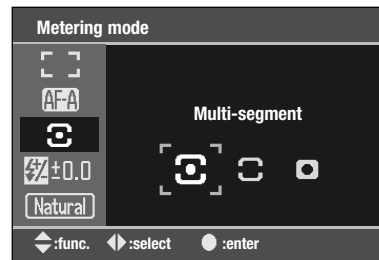 Metering mode
AF-A
Multi-segment
±0.0
Natural
:func. :select :enter